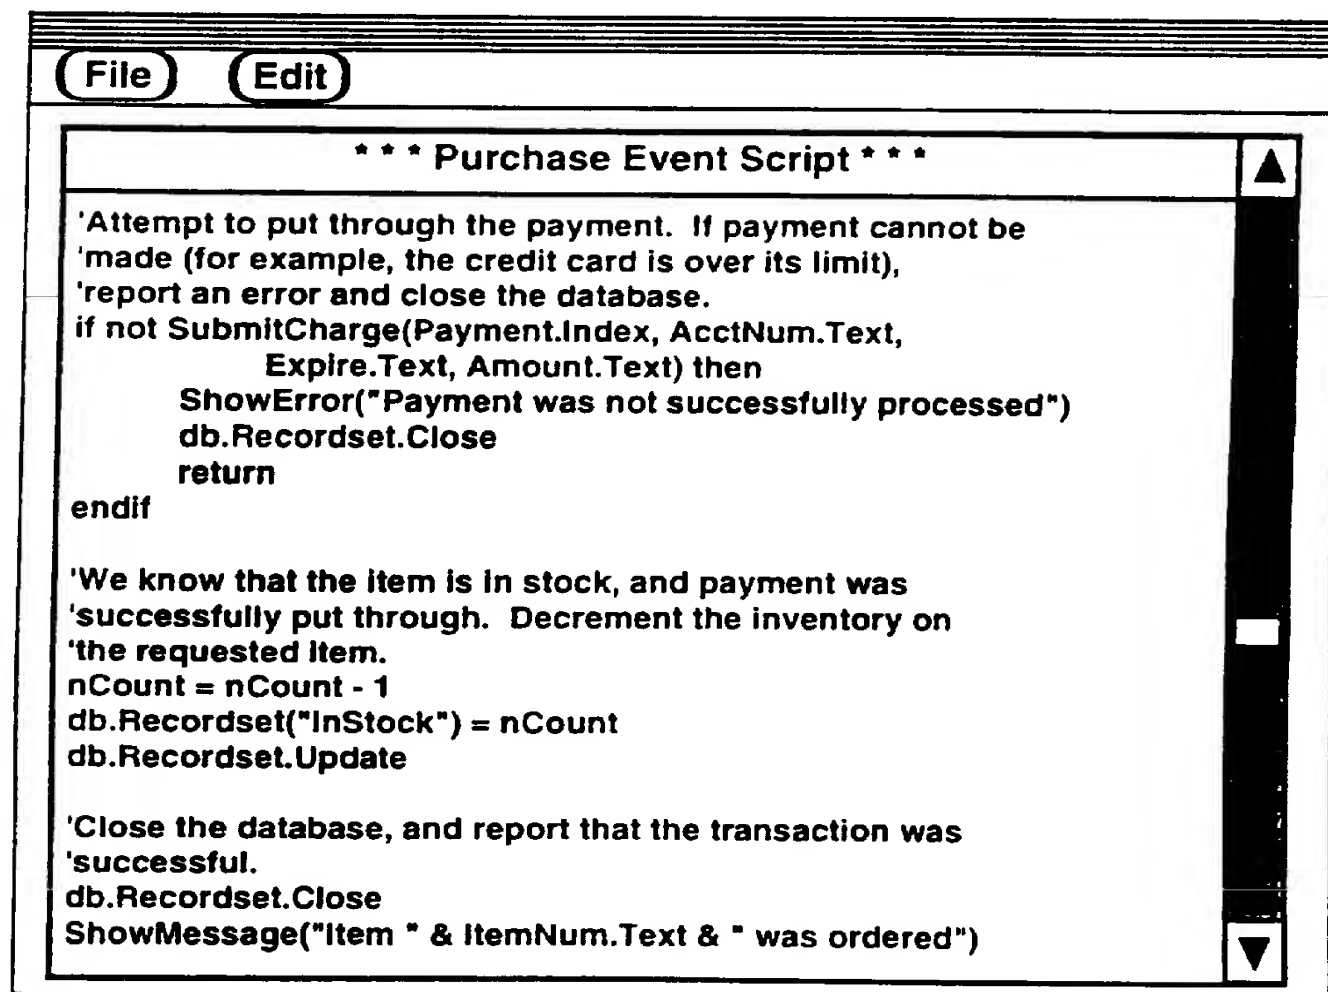 File Edit
* * * Purchase Event Script * * *
'Attempt to put through the payment.  If payment cannot be
'made (for example, the credit card is over its limit),
'report an error and close the database.
if not SubmitCharge(Payment.Index, AcctNum.Text,
Expire.Text, Amount.Text) then
ShowError("Payment was not successfully processed")
db.Recordset.Close
return
endif
'We know that the item is in stock, and payment was
'successfully put through.  Decrement the inventory on
'the requested item.
nCount = nCount - 1
db.Recordset("InStock") = nCount
db.Recordset.Update
'Close the database, and report that the transaction was
'successful.
db.Recordset.Close
ShowMessage("Item " & ItemNum.Text & " was ordered")